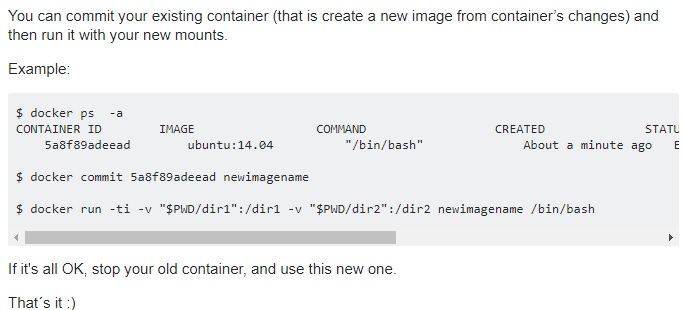 You can commit your existing container (that is create a new image from container’s changes) and
then run it with your new mounts.
Example:
$ docker ps  -a
CONTAINER ID        IMAGE                 COMMAND                  CREATED              STATU
    5a8f89adeead        ubuntu:14.04          "/bin/bash"              About a minute ago   E
$ docker commit 5a8f89adeead newimagename
$ docker run -ti -v "$PWD/dir1":/dir1 -v "$PWD/dir2":/dir2 newimagename /bin/bash
If it's all OK, stop your old container, and use this new one.
That´s it :)